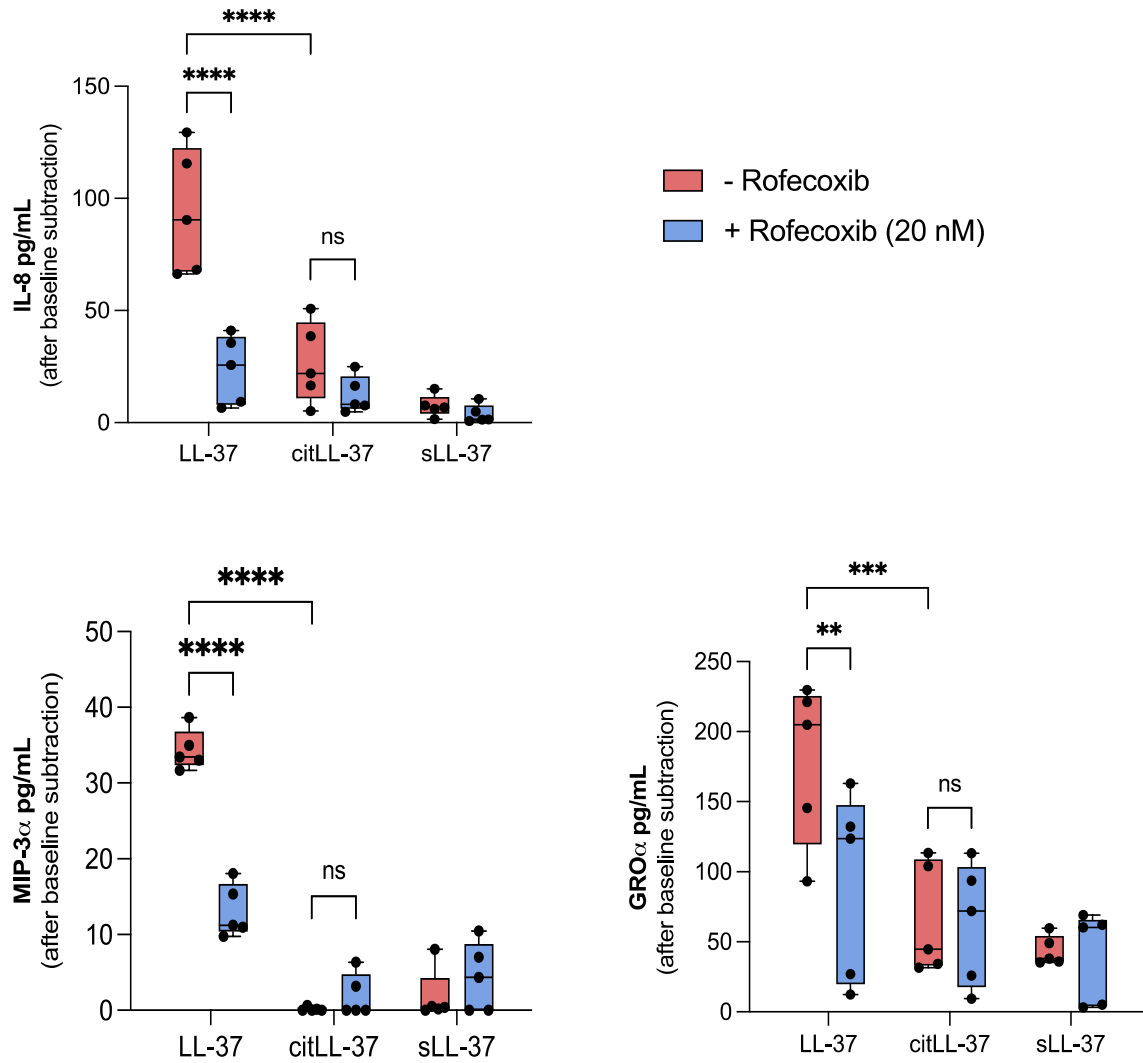 ****
****
150
100
50
0
ns
IL-8 pg/mL
(after baseline subtraction)
LL-37
citLL-37
sLL-37
- Rofecoxib
+ Rofecoxib (20 nM)
****
****
50
40
30
20
10
0
ns
MIP-3α pg/mL
(after baseline subtraction)
LL-37
citLL-37
sLL-37
***
**
250
200
150
100
50
0
ns
GROα pg/mL
(after baseline subtraction)
LL-37
citLL-37
sLL-37